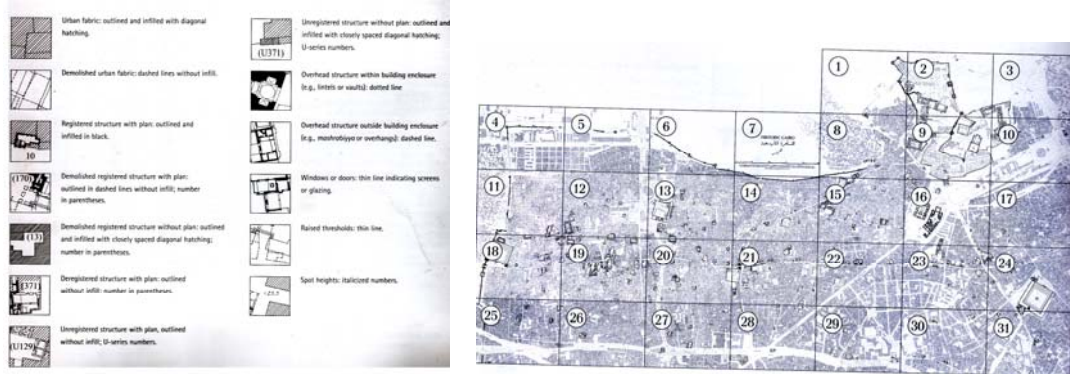 Urban fabric: outlined and infilled with diagonal
hatching.
Demolished urban fabric: dashed lines without infill.
Registered structure with plan: outlined and
infilled in black.
10
(170)
Demolished registered structure with plan:
outlined in dashed lines without infill; number
in parentheses.
(13)
Demolished registered structure without plan: outlined
and infilled with closely spaced diagonal hatching;
number in parentheses.
(371)
Deregistered structure with plan: outlined
without infill; number in parentheses.
(U129)
Unregistered structure with plan, outlined
without infill; U-series numbers.
(U371)
Unregistered structure without plan: outlined and
infilled with closely spaced diagonal hatching;
U-series numbers.
Overhead structure within building enclosure
(e.g., lintels or vaults): dotted line
Overhead structure outside building enclosure
(e.g., mashrabiyya or overhangs): dashed line.
Windows or doors: thin line indicating screens
or glazing.
Raised thresholds: thin line.
Spot heights: italicized numbers.
1
2
3
4
5
6
7
8
9
10
11
12
13
14
15
16
17
18
19
20
21
22
23
24
25
26
27
28
29
30
31